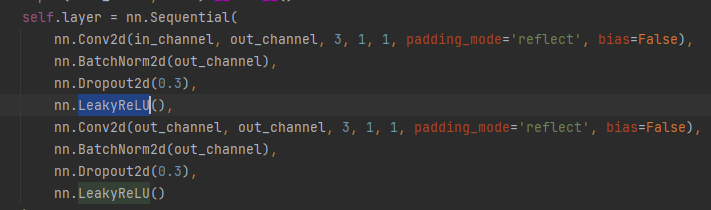 self.layer = nn.Sequential(
nn.Conv2d(in_channel, out_channel, 3, 1, 1, padding_mode='reflect', bias=False),
nn.BatchNorm2d(out_channel),
nn.Dropout2d(0.3),
nn.LeakyReLU(),
nn.Conv2d(out_channel, out_channel, 3, 1, 1, padding_mode='reflect', bias=False),
nn.BatchNorm2d(out_channel),
nn.Dropout2d(0.3),
nn.LeakyReLU()